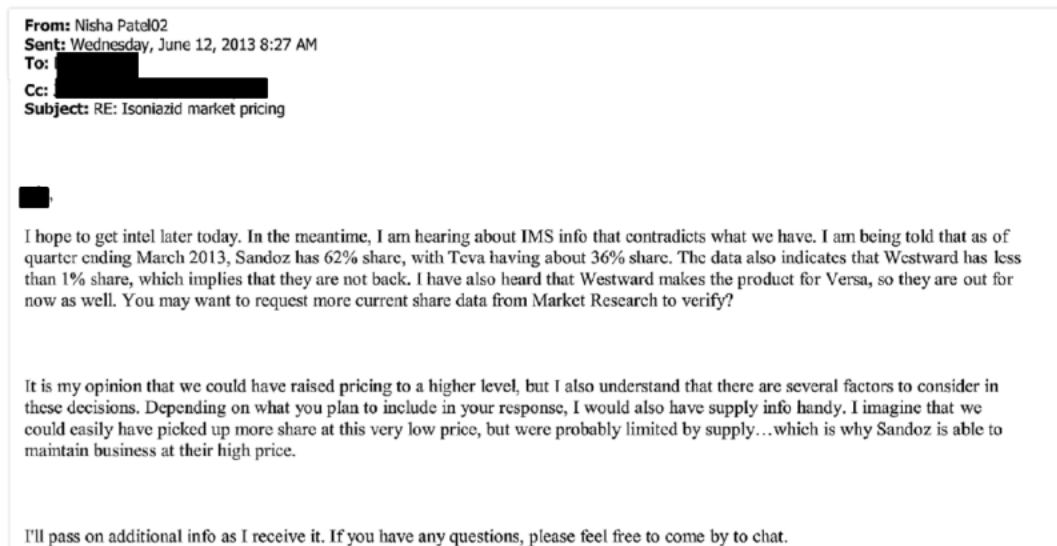 From: Nisha Patel02
Sent: Wednesday, June 12, 2013 8:27 AM
To:
Cc:
Subject: RE: Isoniazid market pricing
,
I hope to get intel later today. In the meantime, I am hearing about IMS info that contradicts what we have. I am being told that as of
quarter ending March 2013, Sandoz has 62% share, with Teva having about 36% share. The data also indicates that Westward has less
than 1% share, which implies that they are not back. I have also heard that Westward makes the product for Versa, so they are out for
now as well. You may want to request more current share data from Market Research to verify?
It is my opinion that we could have raised pricing to a higher level, but I also understand that there are several factors to consider in
these decisions. Depending on what you plan to include in your response, I would also have supply info handy. I imagine that we
could easily have picked up more share at this very low price, but were probably limited by supply…which is why Sandoz is able to
maintain business at their high price.
I'll pass on additional info as I receive it. If you have any questions, please feel free to come by to chat.